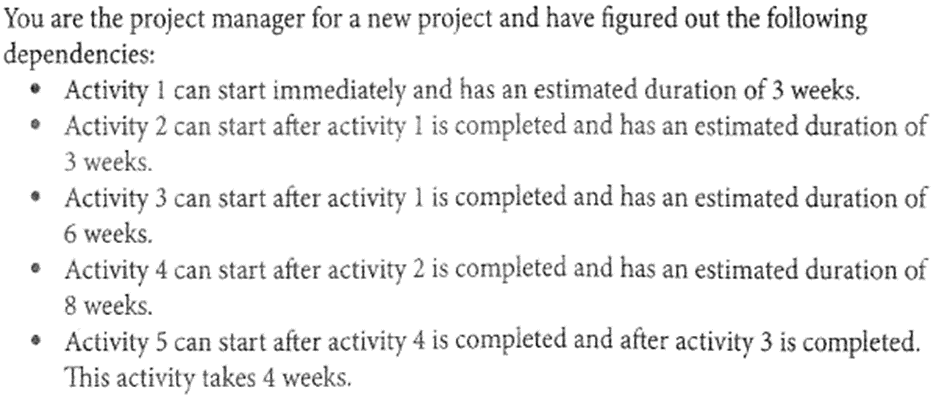 You are the project manager for a new project and have figured out the following
dependencies:
• Activity 1 can start immediately and has an estimated duration of 3 weeks.
• Activity 2 can start after activity 1 is completed and has an estimated duration of
3 weeks.
• Activity 3 can start after activity 1 is completed and has an estimated duration of
6 weeks.
• Activity 4 can start after activity 2 is completed and has an estimated duration of
8 weeks.
• Activity 5 can start after activity 4 is completed and after activity 3 is completed.
This activity takes 4 weeks.